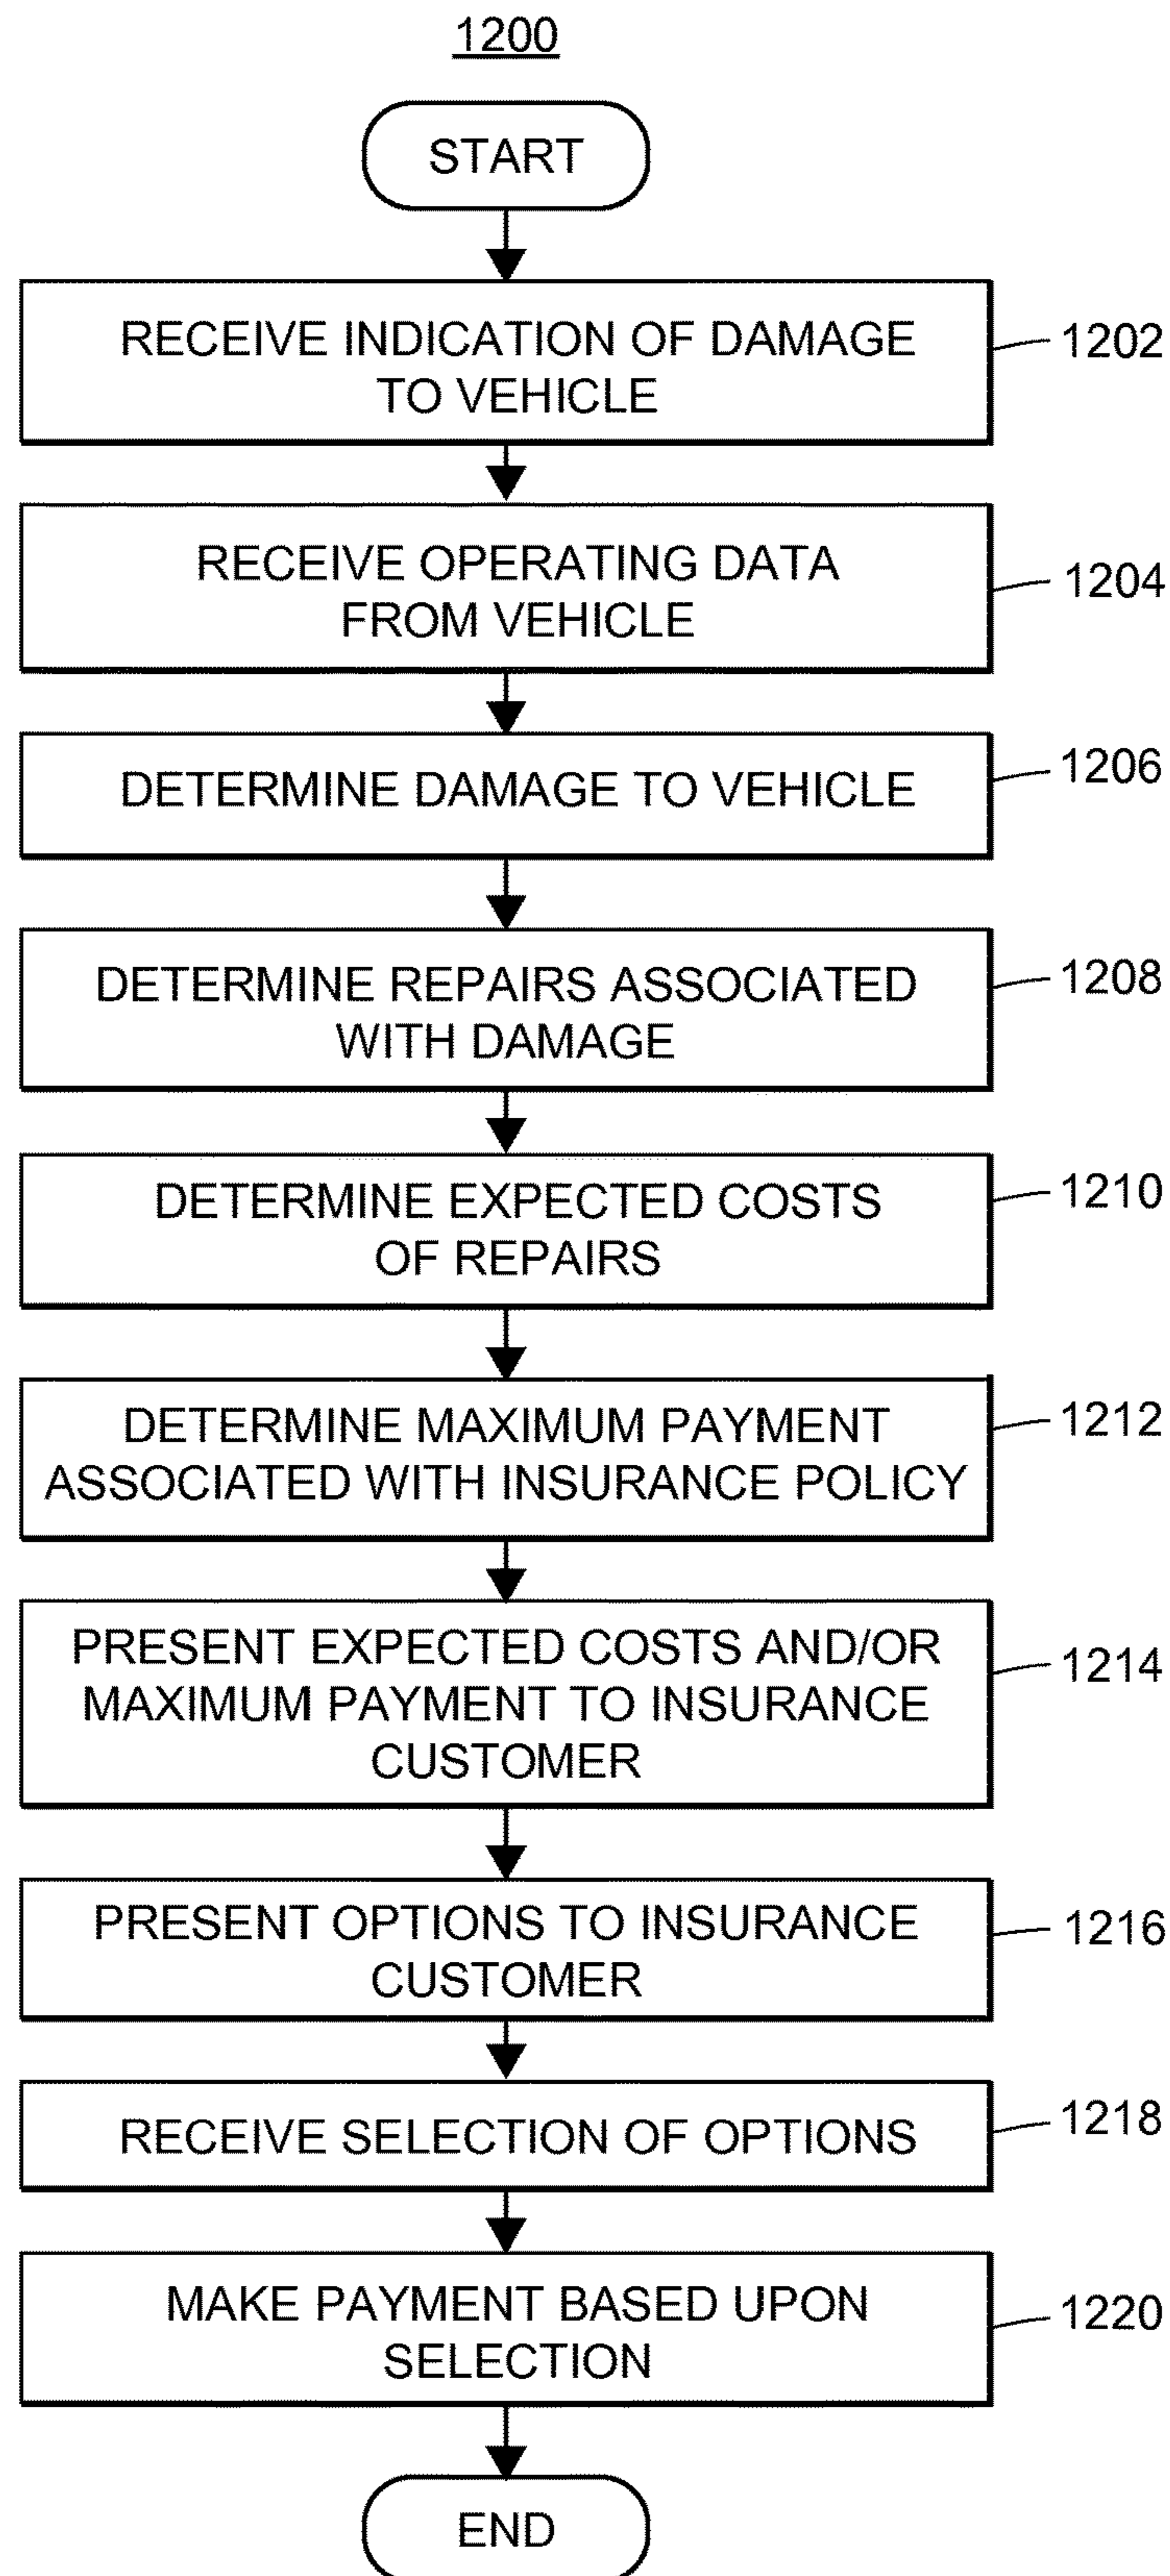 1200
START
RECEIVE INDICATION OF DAMAGE
TO VEHICLE
1202
RECEIVE OPERATING DATA
FROM VEHICLE
1204
DETERMINE DAMAGE TO VEHICLE
1206
DETERMINE REPAIRS ASSOCIATED
WITH DAMAGE
1208
DETERMINE EXPECTED COSTS
OF REPAIRS
1210
DETERMINE MAXIMUM PAYMENT
ASSOCIATED WITH INSURANCE POLICY
1212
PRESENT EXPECTED COSTS AND/OR
MAXIMUM PAYMENT TO INSURANCE
CUSTOMER
1214
PRESENT OPTIONS TO INSURANCE
CUSTOMER
1216
RECEIVE SELECTION OF OPTIONS
1218
MAKE PAYMENT BASED UPON
SELECTION
1220
END